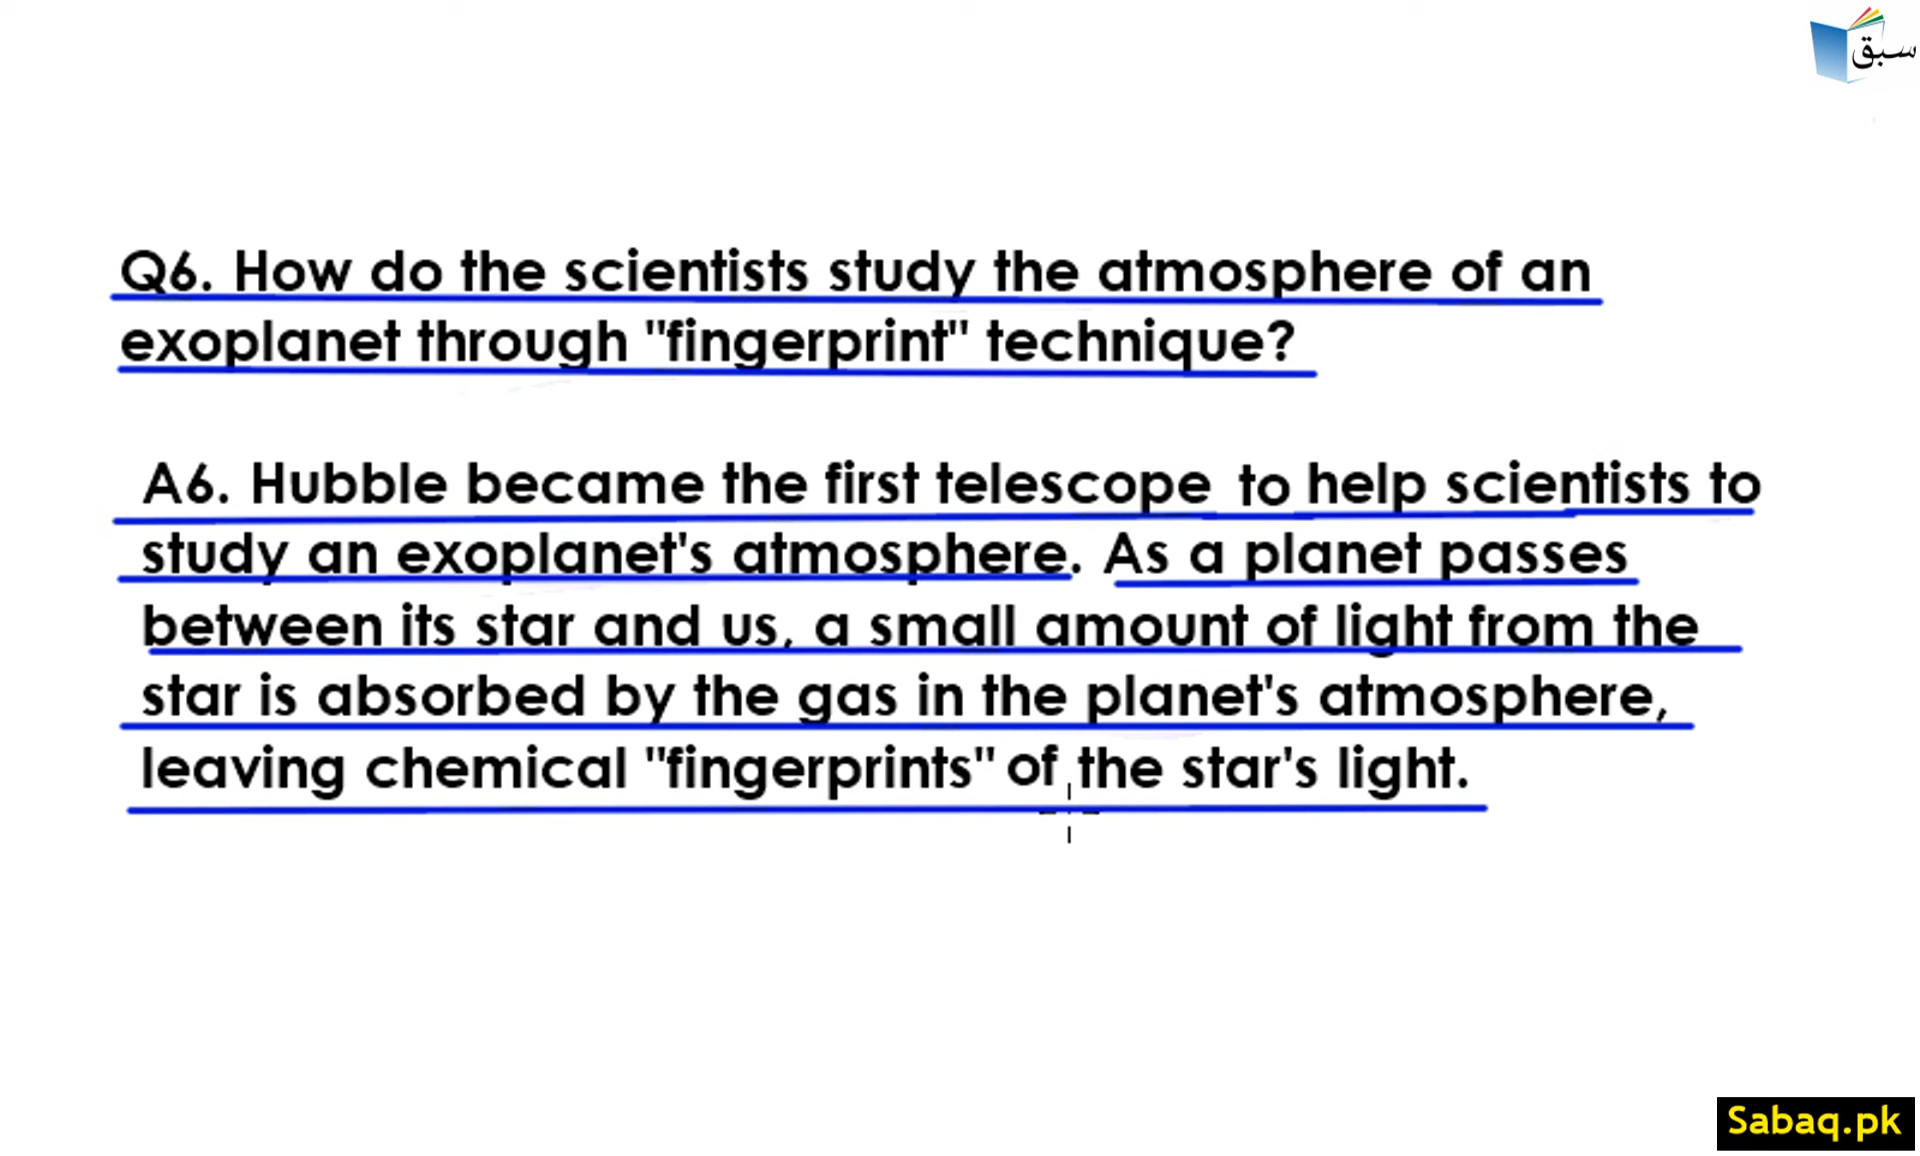 سبق
Q6. How do the scientists study the atmosphere of an
exoplanet through "fingerprint" technique?
A6. Hubble became the first telescope to help scientists to
study an exoplanet's atmosphere. As a planet passes
between its star and us, a small amount of light from the
star is absorbed by the gas in the planet's atmosphere,
leaving chemical "fingerprints" of the star's light.
Sabaq.pk